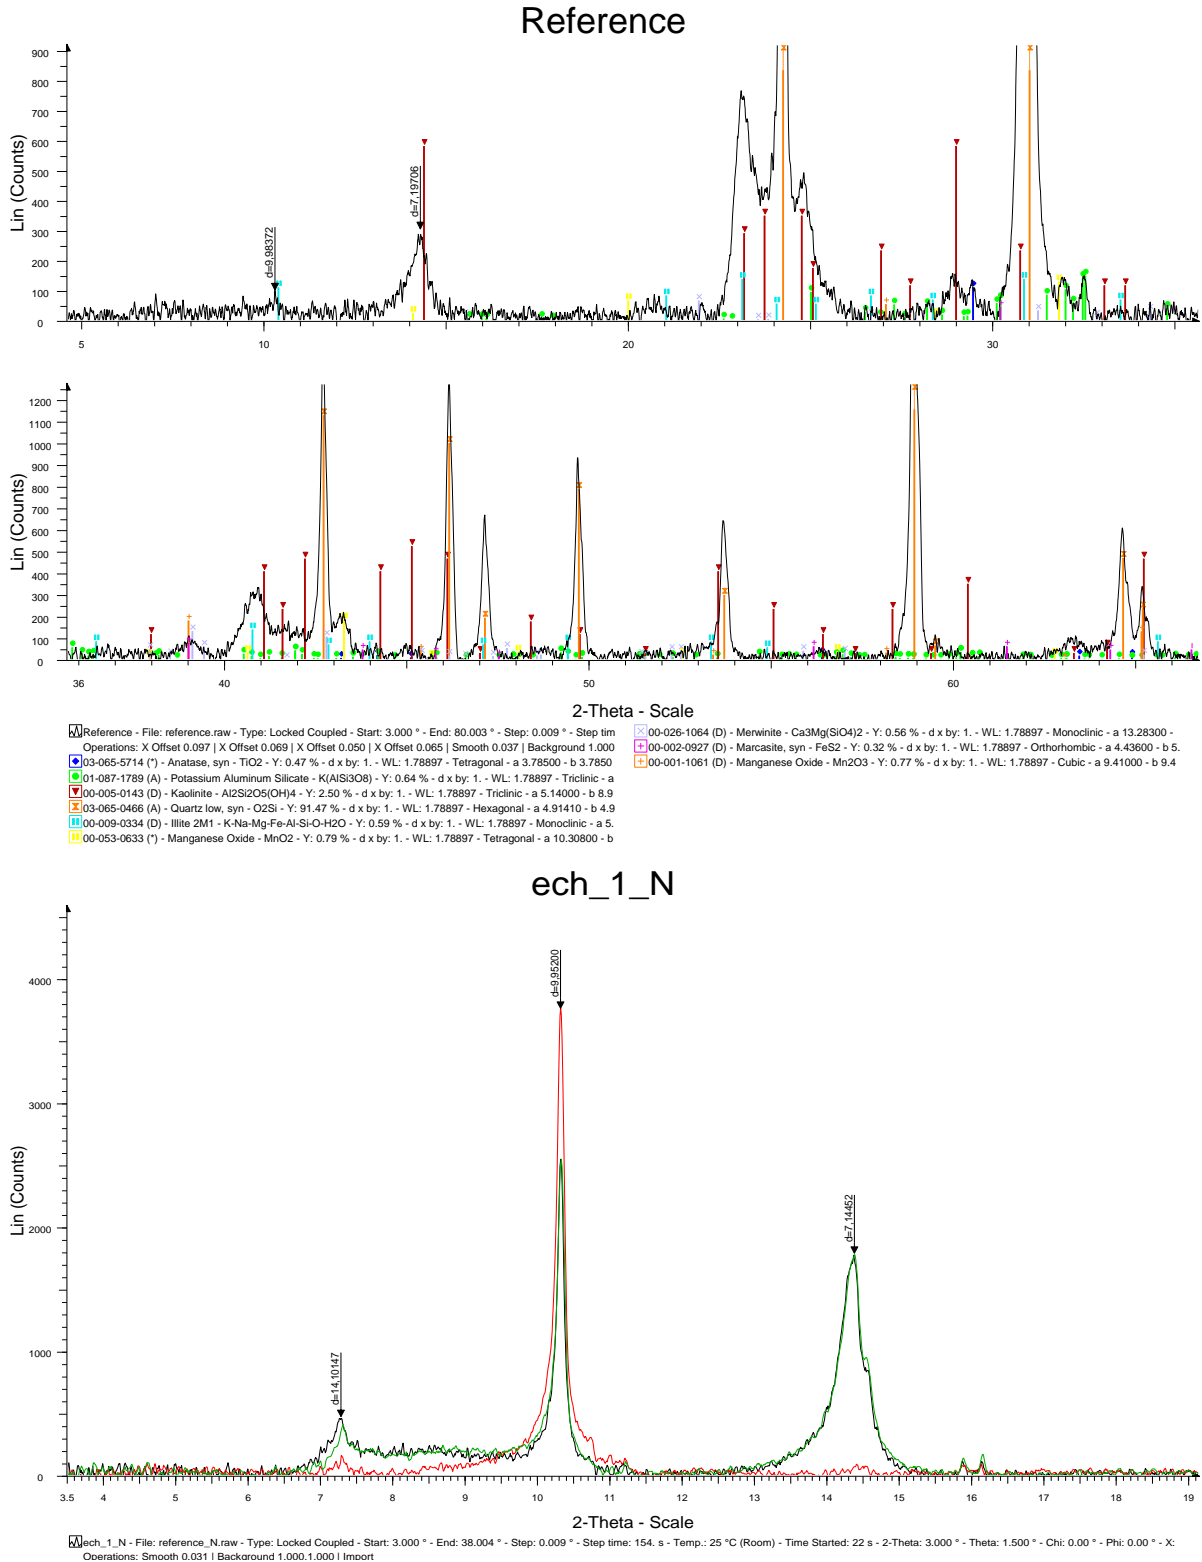 Reference
Lin (Counts)
900
800
700
600
500
400
300
200
100
0
d=9,98372
d=7,19706
5
10
20
30
Lin (Counts)
1200
1100
1000
900
800
700
600
500
400
300
200
100
0
36
40
50
60
2-Theta - Scale
Reference - File: reference.raw - Type: Locked Coupled - Start: 3.000 ° - End: 80.003 ° - Step: 0.009 ° - Step tim
Operations: X Offset 0.097 | X Offset 0.069 | X Offset 0.050 | X Offset 0.065 | Smooth 0.037 | Background 1.000
03-065-5714 (*) - Anatase, syn - TiO2 - Y: 0.47 % - d x by: 1. - WL: 1.78897 - Tetragonal - a 3.78500 - b 3.7850
01-087-1789 (A) - Potassium Aluminum Silicate - K(AlSi3O8) - Y: 0.64 % - d x by: 1. - WL: 1.78897 - Triclinic - a
00-005-0143 (D) - Kaolinite - Al2Si2O5(OH)4 - Y: 2.50 % - d x by: 1. - WL: 1.78897 - Triclinic - a 5.14000 - b 8.9
03-065-0466 (A) - Quartz low, syn - O2Si - Y: 91.47 % - d x by: 1. - WL: 1.78897 - Hexagonal - a 4.91410 - b 4.9
00-009-0334 (D) - Illite 2M1 - K-Na-Mg-Fe-Al-Si-O-H2O - Y: 0.59 % - d x by: 1. - WL: 1.78897 - Monoclinic - a 5.
00-053-0633 (*) - Manganese Oxide - MnO2 - Y: 0.79 % - d x by: 1. - WL: 1.78897 - Tetragonal - a 10.30800 - b
00-026-1064 (D) - Merwinite - Ca3Mg(SiO4)2 - Y: 0.56 % - d x by: 1. - WL: 1.78897 - Monoclinic - a 13.28300 -
00-002-0927 (D) - Marcasite, syn - FeS2 - Y: 0.32 % - d x by: 1. - WL: 1.78897 - Orthorhombic - a 4.43600 - b 5.
00-001-1061 (D) - Manganese Oxide - Mn2O3 - Y: 0.77 % - d x by: 1. - WL: 1.78897 - Cubic - a 9.41000 - b 9.4
ech_1_N
Lin (Counts)
4000
3000
2000
1000
0
d=14,10147
d=9,95200
d=7,14452
3.5
4
5
6
7
8
9
10
11
12
13
14
15
16
17
18
19
2-Theta - Scale
ech_1_N - File: reference_N.raw - Type: Locked Coupled - Start: 3.000 ° - End: 38.004 ° - Step: 0.009 ° - Step time: 154. s - Temp.: 25 °C (Room) - Time Started: 22 s - 2-Theta: 3.000 ° - Theta: 1.500 ° - Chi: 0.00 ° - Phi: 0.00 ° - X:
Operations: Smooth 0.031 | Background 1.000,1.000 | Import